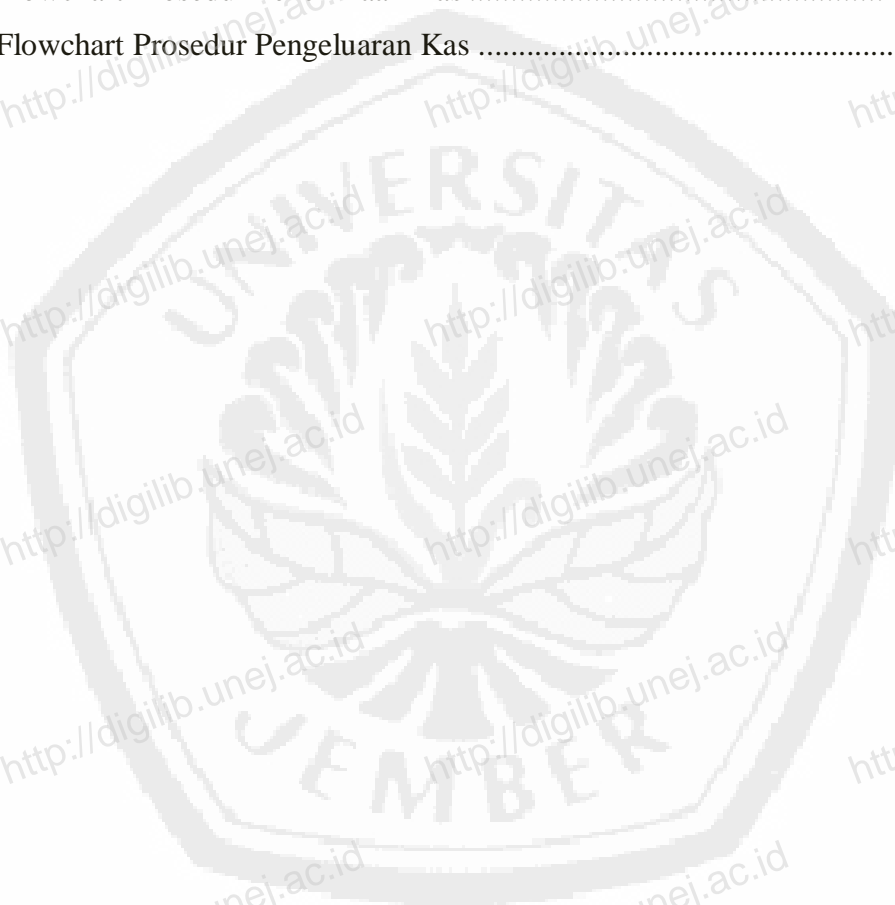 Kas
Flowchart Prosedur Pengeluaran Kas ....................................................
http://digilib.unej.ac.id
http://digilib.unej.ac.id
UNIVERSITAS
http://digilib.unej.ac.id
http://digilib.unej.ac.id
http://digilib.unej.ac.id
http://digilib.unej.ac.id
http://digilib.unej.ac.id
http://digilib.unej.ac.id
JEMBER